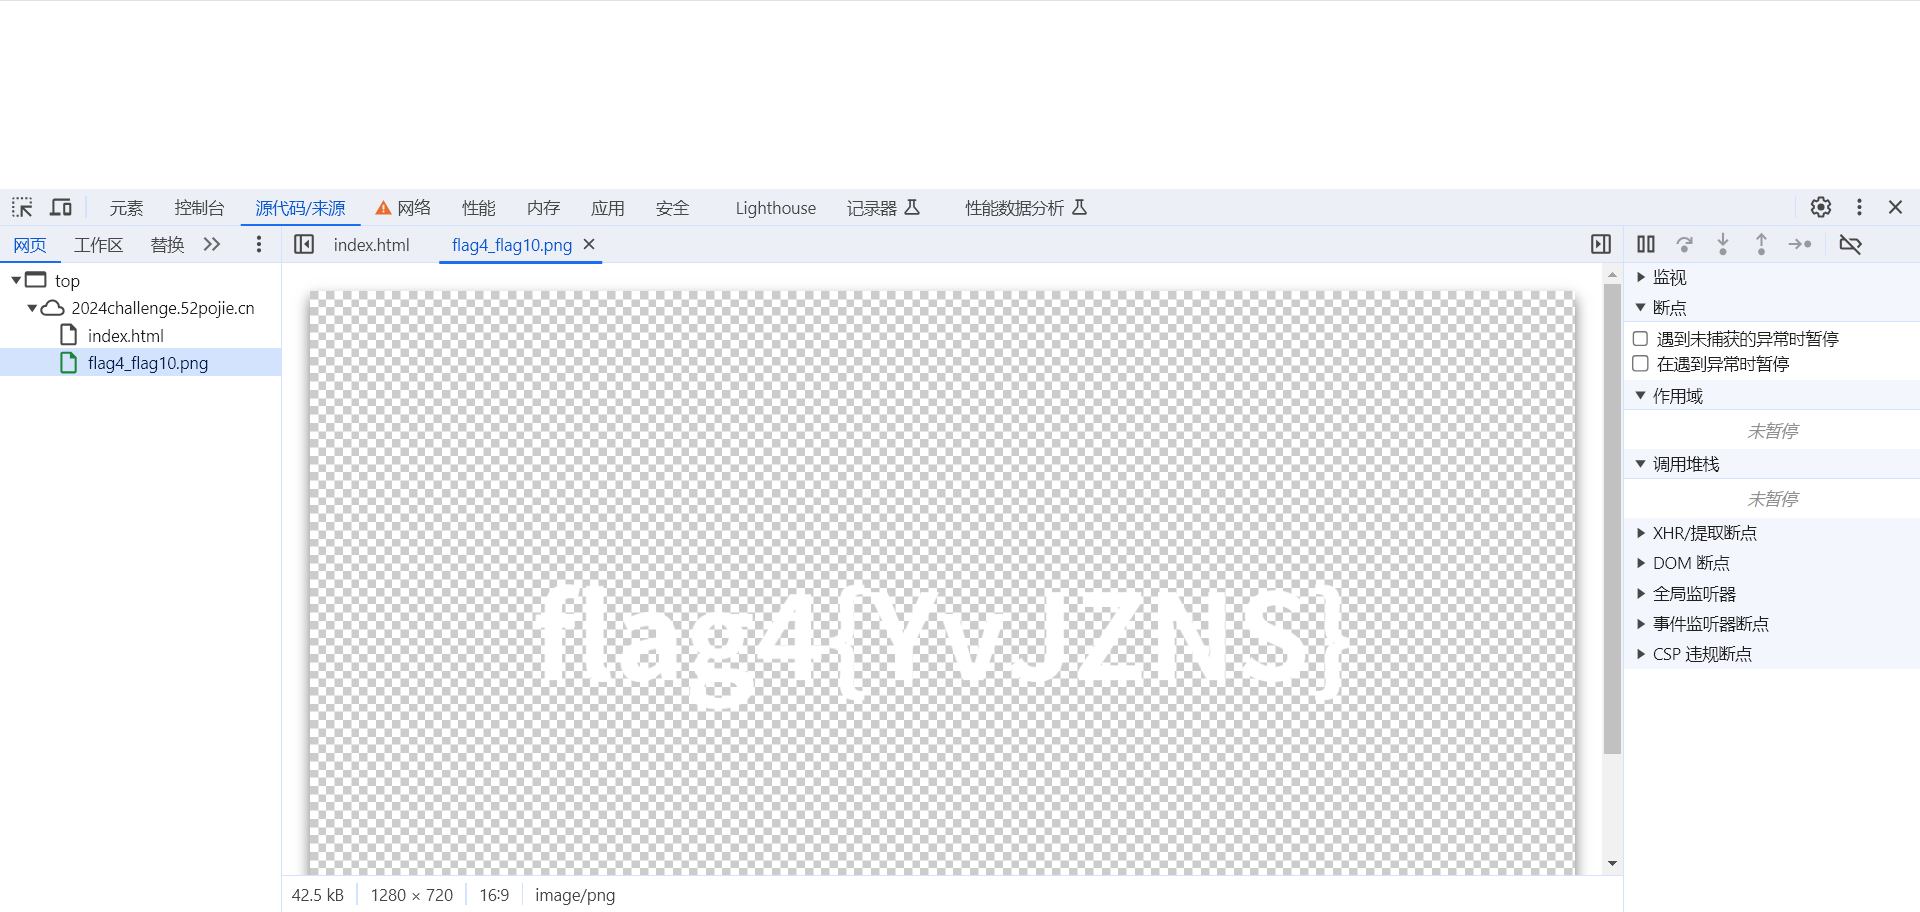 元素 控制台 源代码/来源 网络 性能 内存 应用 安全 Lighthouse 记录器 性能数据分析
网页 工作区 替换 index.html flag4_flag10.png
top
2024challenge.52pojie.cn
index.html
flag4_flag10.png
flag4{YvJZNS}
42.5 kB 1280 × 720 16:9 image/png
监视
断点
遇到未捕获的异常时暂停
在遇到异常时暂停
作用域
未暂停
调用堆栈
未暂停
XHR/提取断点
DOM 断点
全局监听器
事件监听器断点
CSP 违规断点